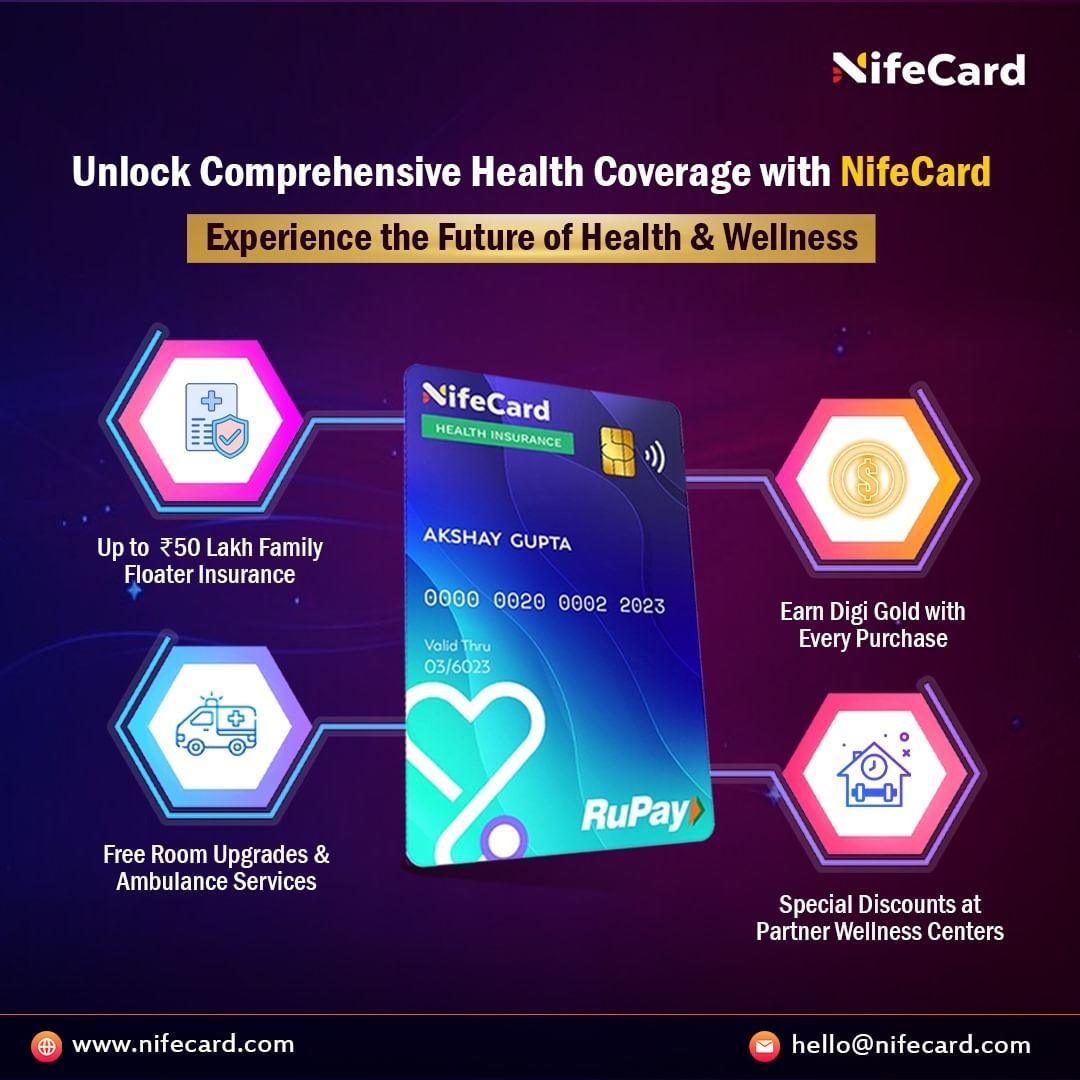 NifeCard
Unlock Comprehensive Health Coverage with NifeCard
Experience the Future of Health & Wellness
Up to ₹50 Lakh Family
Floater Insurance
Free Room Upgrades &
Ambulance Services
NifeCard
HEALTH INSURANCE
AKSHAY GUPTA
0000 0020 0002 2023
Valid Thru
03/6023
RuPay
$
Earn Digi Gold with
Every Purchase
Special Discounts at
Partner Wellness Centers
www.nifecard.com
hello@nifecard.com